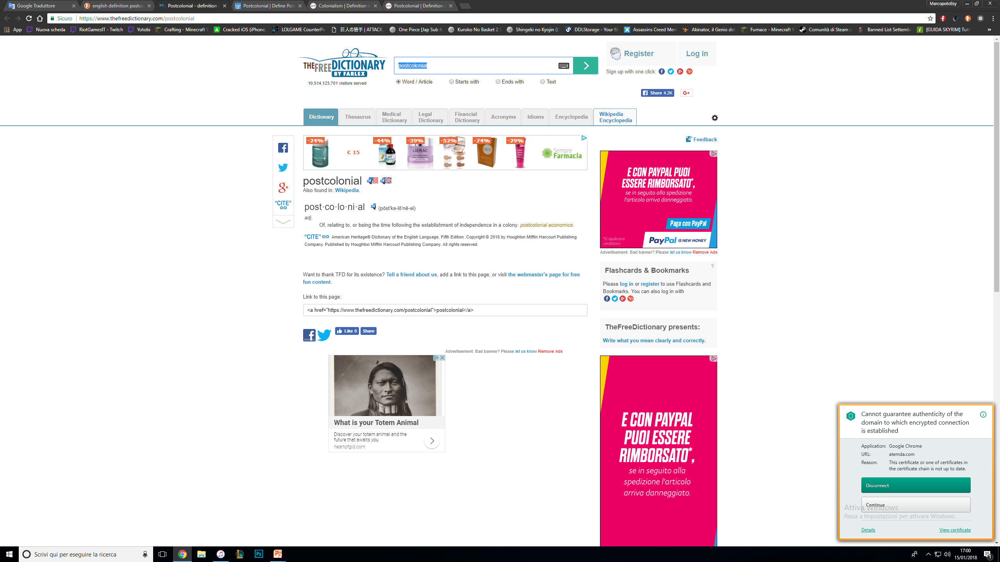 Google Traduttore
english definition postco
Postcolonial - definition
Postcolonial | Define Pos
Colonialism | Definition
Postcolonial | Definition
Marcopolo8sy
Sicuro
https://www.thefreedictionary.com/postcolonial
App
Nuova scheda
RiotGamesIT - Twitch
Yotobi
Crafting - Minecraft
Cracked iOS (iPhone,
LOLGAME CounterPic
巨人の猎手 | ATTACK_
One Piece [Jap Sub It
Kuroko No Basket 2
Shingeki no Kyojin (L'
DDLStorage - Your fil
Assassins Creed Mem
Akinator, il Genio del
Furnace - Minecraft
Comunità di Steam ::
Banned List Settembr
[GUIDA SKYRIM] Tutt
»
THEFREEDICTIONARY
BY FARLEX
10,514,123,701 visitors served
postcolonial
Word / Article
Starts with
Ends with
Text
Register
Log in
Sign up with one click:
Share 4.2K
G+
Dictionary
Thesaurus
Medical
Dictionary
Legal
Dictionary
Financial
Dictionary
Acronyms
Idioms
Encyclopedia
Wikipedia
Encyclopedia
Feedback
g+
“CITE”
-24%
€ 15
-44%
-39%
LIERAC
LIFT INTEGRAL
-52%
-74%
-29%
Sempre
Farmacia
postcolonial
Also found in: Wikipedia.
post·co·lo·ni·al (pōst′kə-lō′nē-əl)
adj.
Of, relating to, or being the time following the establishment of independence in a colony: postcolonial economics.
“CITE” American Heritage® Dictionary of the English Language, Fifth Edition. Copyright © 2016 by Houghton Mifflin Harcourt Publishing
Company. Published by Houghton Mifflin Harcourt Publishing Company. All rights reserved.
Want to thank TFD for its existence? Tell a friend about us, add a link to this page, or visit the webmaster's page for free
fun content.
Link to this page:
<a href="https://www.thefreedictionary.com/postcolonial">postcolonial</a>
Like 0
Share
Advertisement. Bad banner? Please let us know Remove Ads
What is your Totem Animal
Discover your totem animal and the
future that awaits you
heartofgld.com
E CON PAYPAL PUOI
ESSERE RIMBORSATO*,
se in seguito alla spedizione
l'articolo arriva danneggiato.
Paga con PayPal
*Si applicano
condizioni.
PayPal IS NEW MONEY
Advertisement. Bad banner? Please let us know Remove Ads
Flashcards & Bookmarks
?
Please log in or register to use Flashcards and
Bookmarks. You can also log in with
TheFreeDictionary presents:
Write what you mean clearly and correctly.
E CON PAYPAL
PUOI ESSERE
RIMBORSATO*,
se in seguito alla
spedizione l'articolo
arriva danneggiato.
Cannot guarantee authenticity of the
domain to which encrypted connection
is established
Application: Google Chrome
URL: atemda.com
Reason: This certificate or one of certificates in
the certificate chain is not up to date.
Disconnect
Continue
Attiva Windows
Passa a Impostazioni per attivare Windows.
Details
View certificate
Scrivi qui per eseguire la ricerca
Ps
17:00
15/01/2018
1